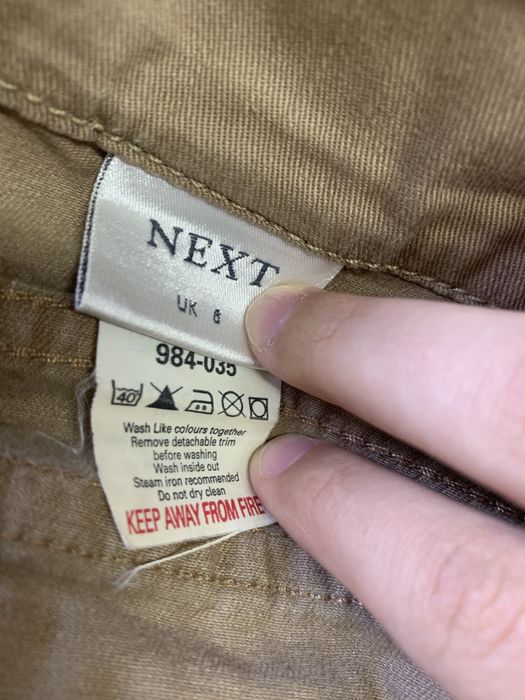 NEXT
UK 8
984-035
40°
Wash Like colours together
Remove detachable trim
before washing
Wash inside out
Steam iron recommended
Do not dry clean
KEEP AWAY FROM FIRE